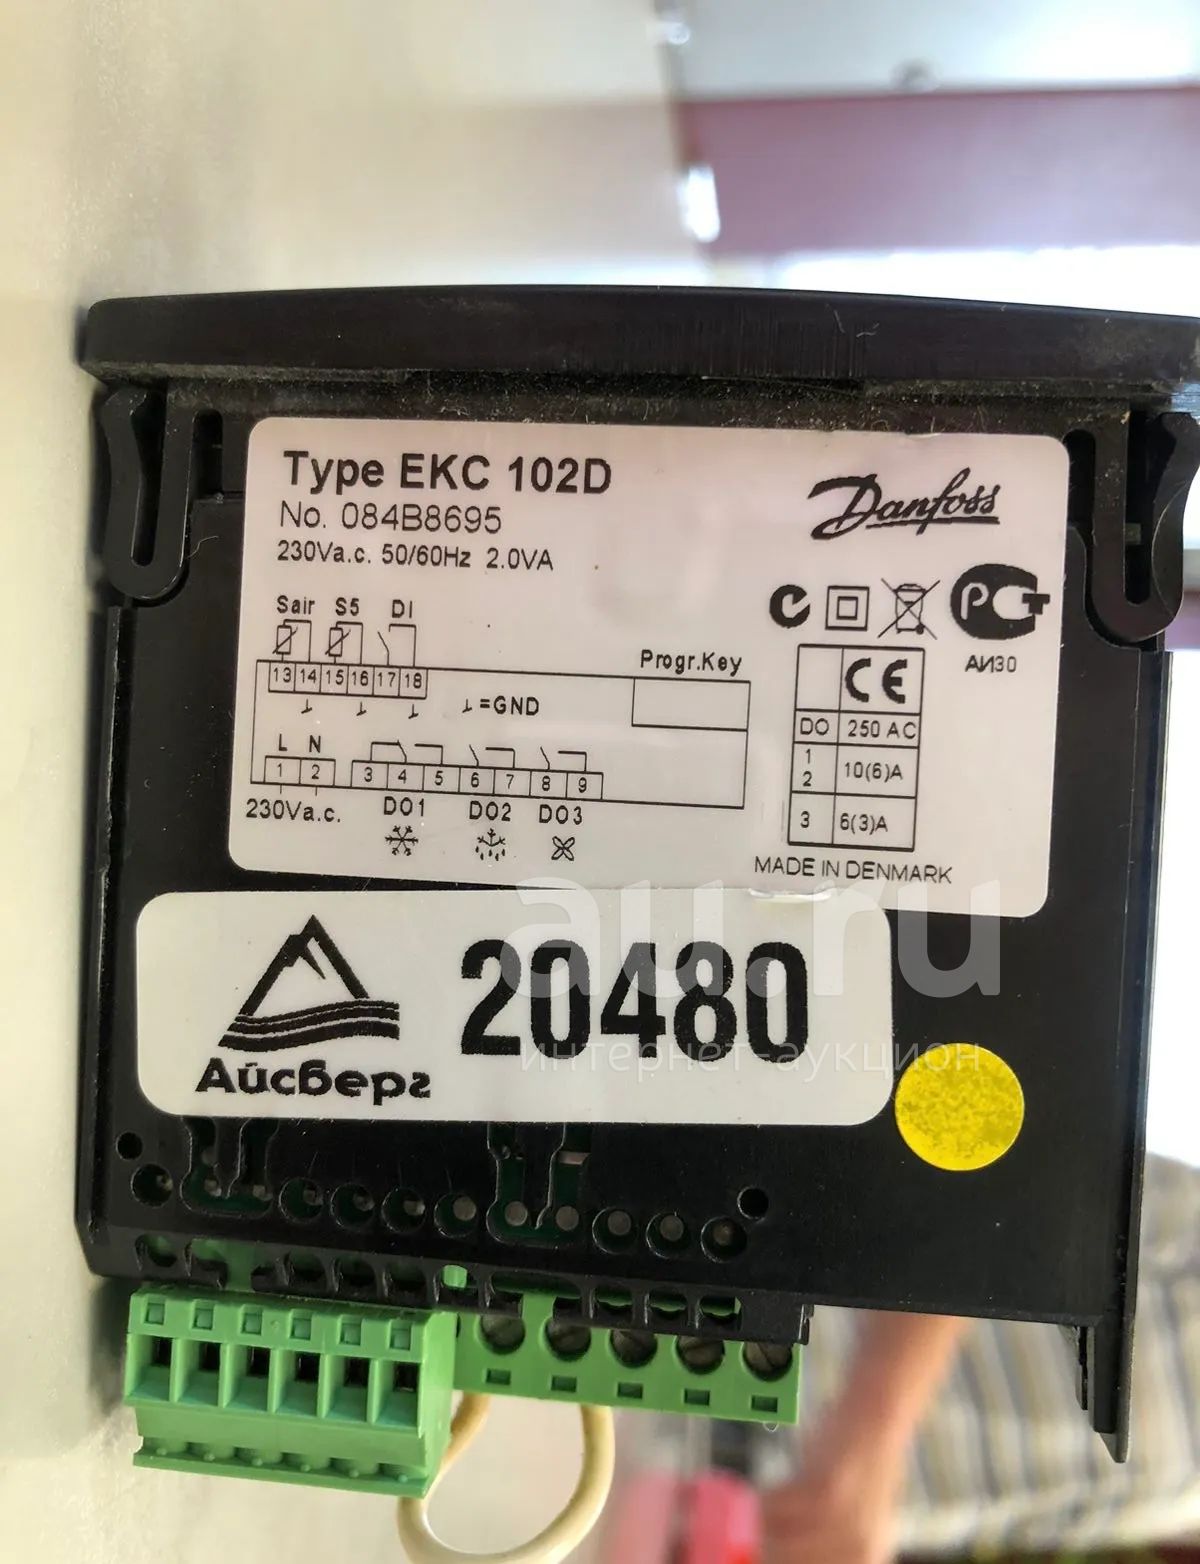 Type EKC 102D
No. 084B8695
230Va.c. 50/60Hz 2.0VA
Danfoss
Sair S5 DI
13 14 15 16 17 18
=GND
Progr.Key
L N
1 2 3 4 5 6 7 8 9
230Va.c. DO1 DO2 DO3
РСТ
АИ30
CE
DO 250 AC
1
2 10(6)A
3 6(3)A
MADE IN DENMARK
au.ru
интернет-аукцион
20480
Айсберг